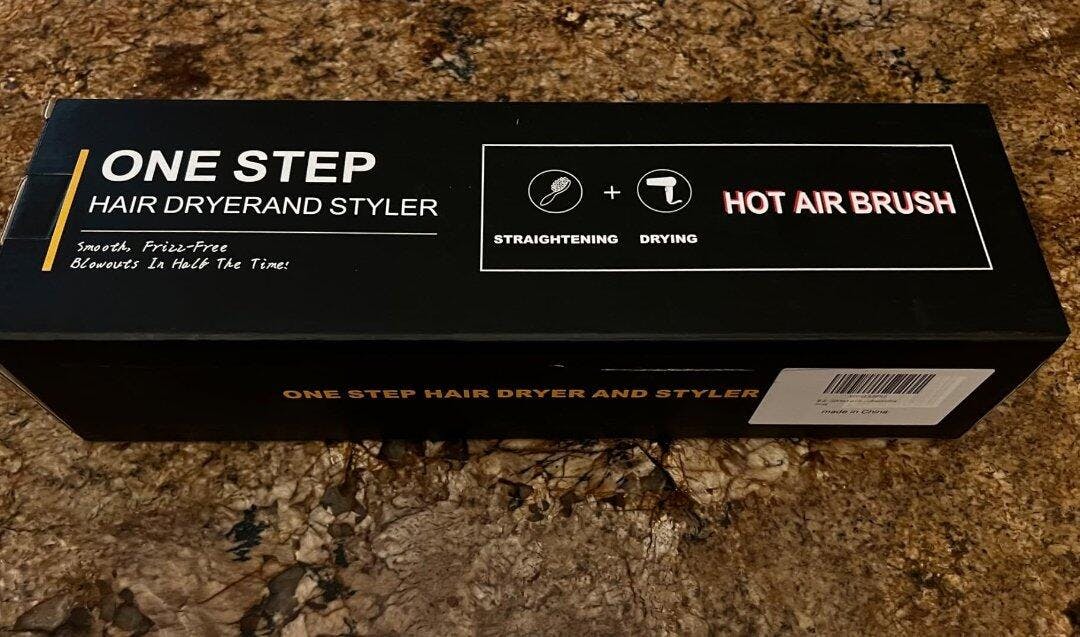 ONE STEP
HAIR DRYERAND STYLER
Smooth, Frizz-Free
Blowouts In Half The Time!
+
STRAIGHTENING DRYING
HOT AIR BRUSH
ONE STEP HAIR DRYER AND STYLER
made in China